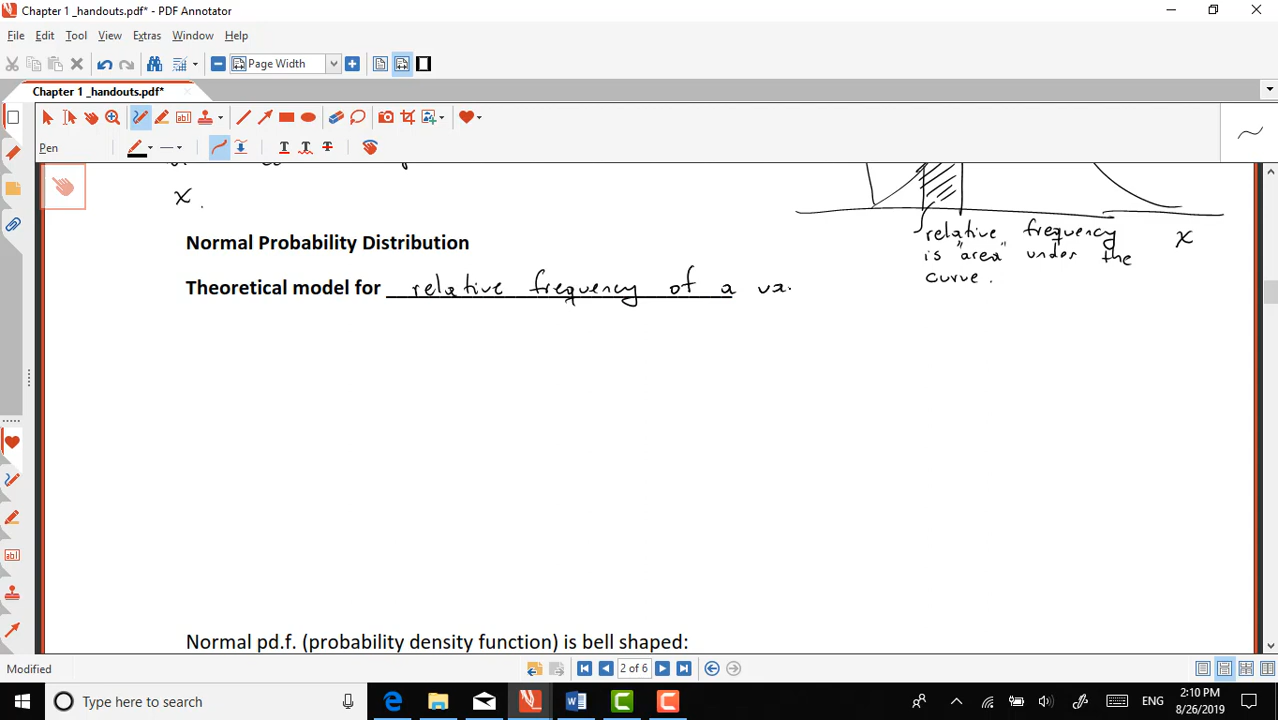 Chapter 1 _handouts.pdf* - PDF Annotator
File Edit Tool View Extras Window Help
Page Width
Chapter 1 _handouts.pdf*
Pen
x.
Normal Probability Distribution
relative frequency
is "area" under the
curve.
x
Theoretical model for relative frequency of a va.
Normal pd.f. (probability density function) is bell shaped:
Modified
2 of 6
Type here to search
ENG
2:10 PM
8/26/2019